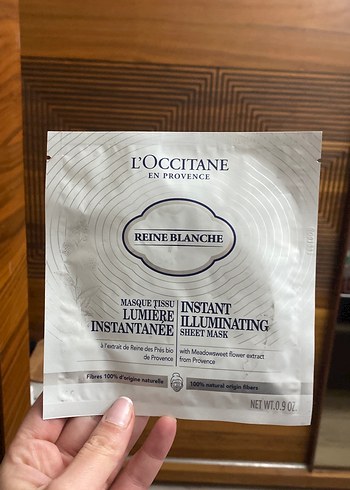 L'OCCITANE
EN PROVENCE
REINE BLANCHE
MASQUE TISSU
LUMIÈRE
INSTANTANÉE
à l'extrait de Reine des Prés bio
de Provence
INSTANT
ILLUMINATING
SHEET MASK
with Meadowsweet flower extract
from Provence
Fibres 100% d'origine naturelle
100% natural origin fibers
NET WT.0.9 OZ.